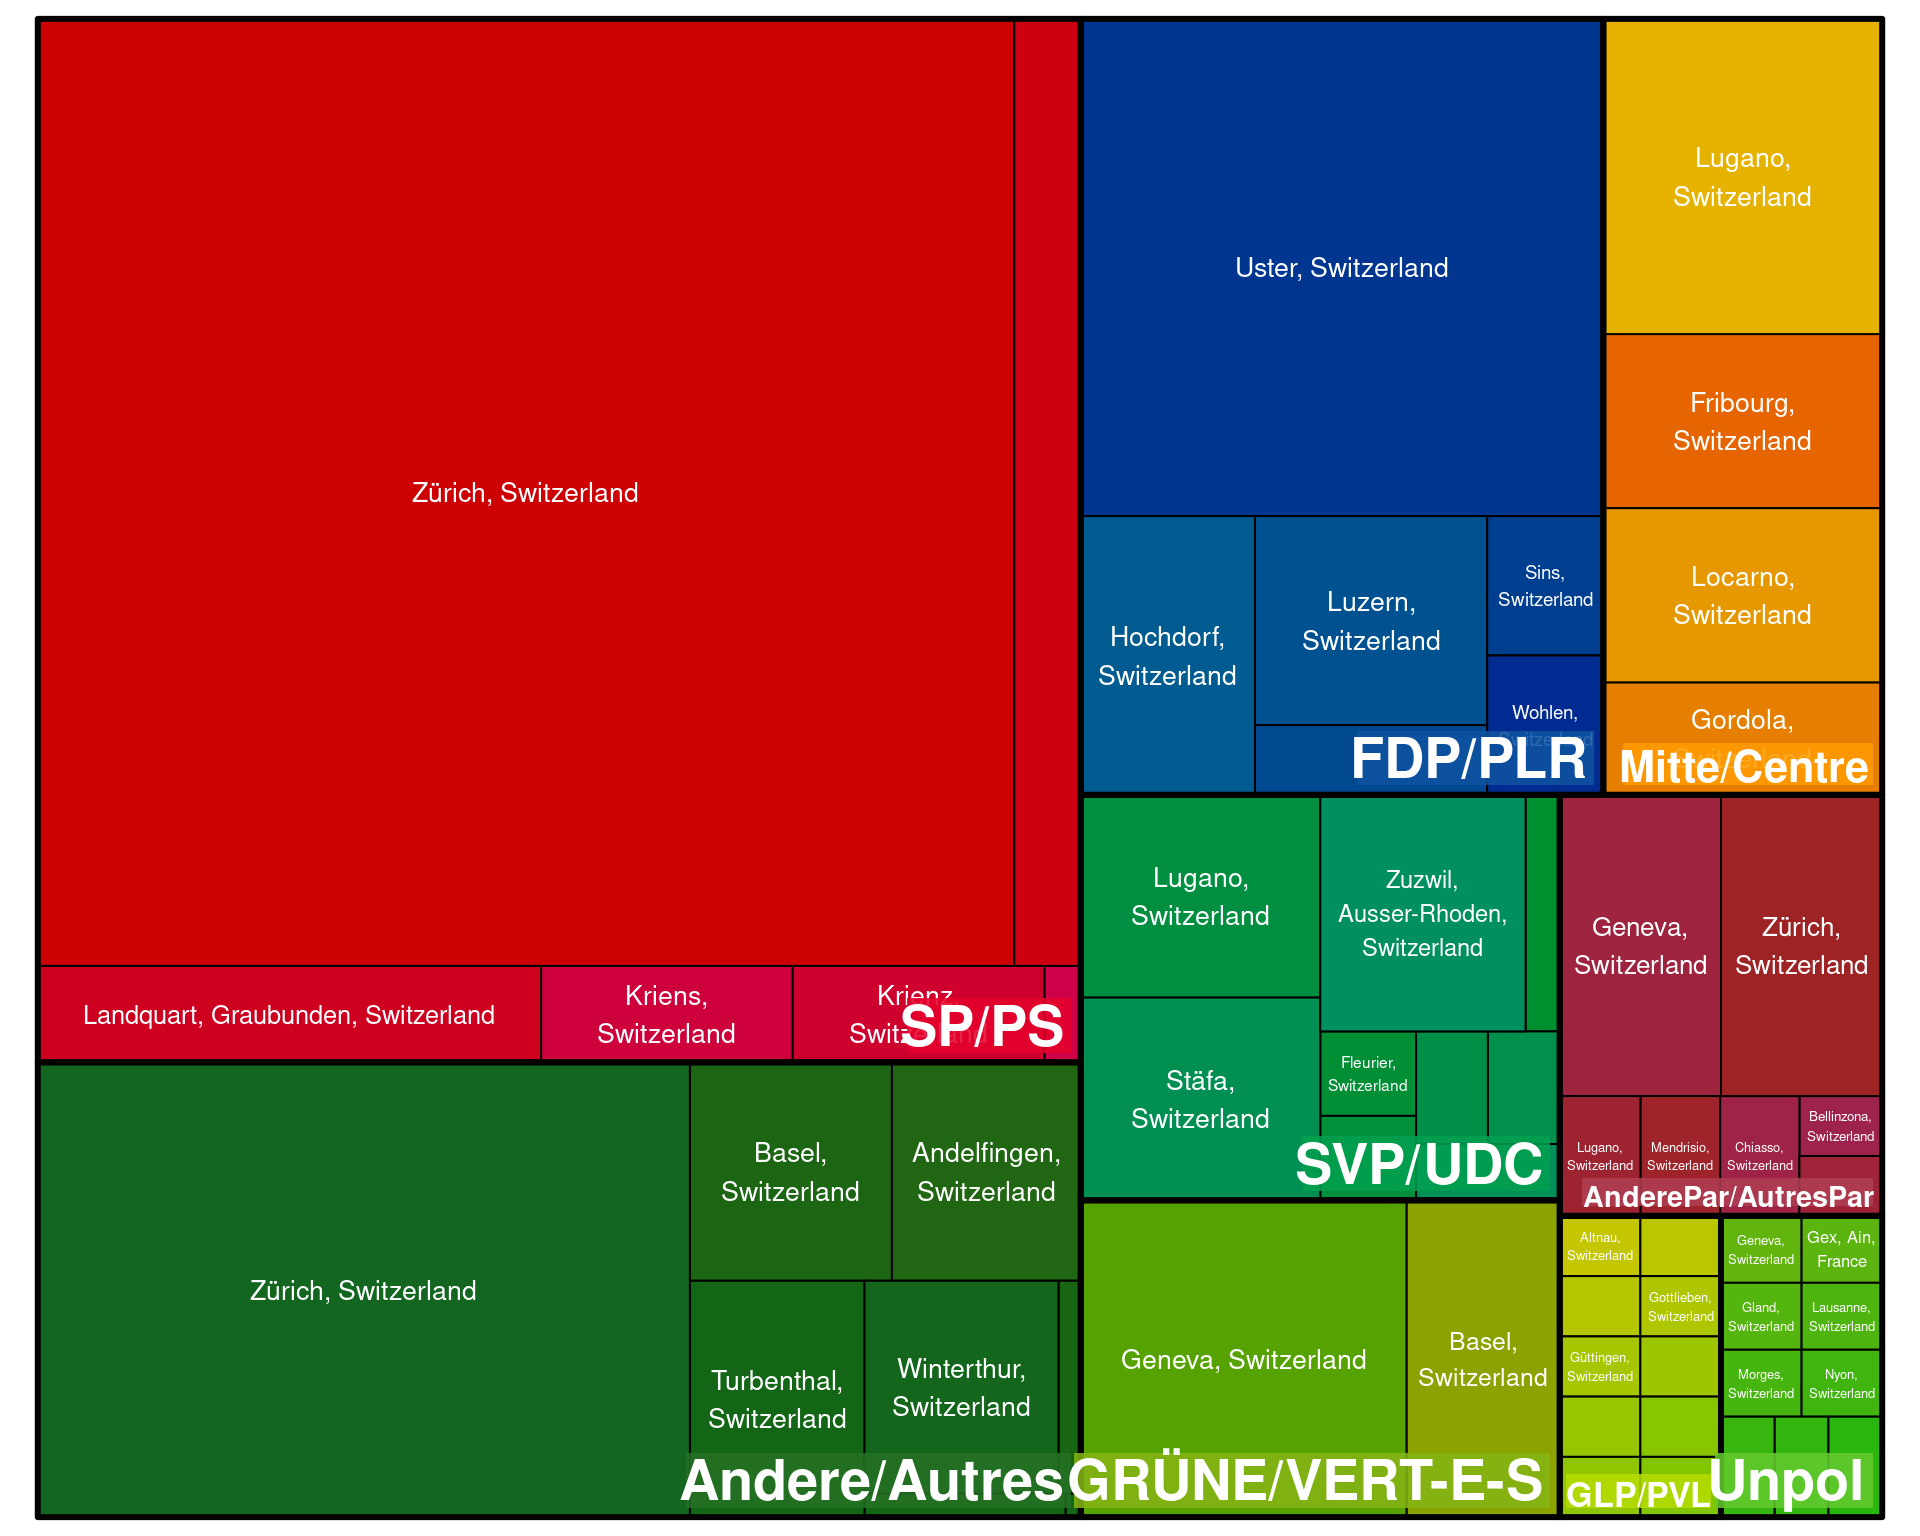 Zürich, Switzerland
Landquart, Graubunden, Switzerland
Kriens,
Switzerland
Krienz,
Switzerland
SP/PS
Uster, Switzerland
Hochdorf,
Switzerland
Luzern,
Switzerland
Sins,
Switzerland
Wohlen,
Switzerland
FDP/PLR
Lugano,
Switzerland
Fribourg,
Switzerland
Locarno,
Switzerland
Gordola,
Switzerland
Mitte/Centre
Zürich, Switzerland
Basel,
Switzerland
Andelfingen,
Switzerland
Turbenthal,
Switzerland
Winterthur,
Switzerland
Andere/Autres
Lugano,
Switzerland
Zuzwil,
Ausser-Rhoden,
Switzerland
Stäfa,
Switzerland
Fleurier,
Switzerland
SVP/UDC
Geneva,
Switzerland
Zürich,
Switzerland
Lugano,
Switzerland
Mendrisio,
Switzerland
Chiasso,
Switzerland
Bellinzona,
Switzerland
AnderePar/AutresPar
Geneva, Switzerland
Basel,
Switzerland
GRÜNE/VERT-E-S
Altnau,
Switzerland
Gottlieben,
Switzerland
Güttingen,
Switzerland
GLP/PVL
Geneva,
Switzerland
Gex, Ain,
France
Gland,
Switzerland
Lausanne,
Switzerland
Morges,
Switzerland
Nyon,
Switzerland
Unpol